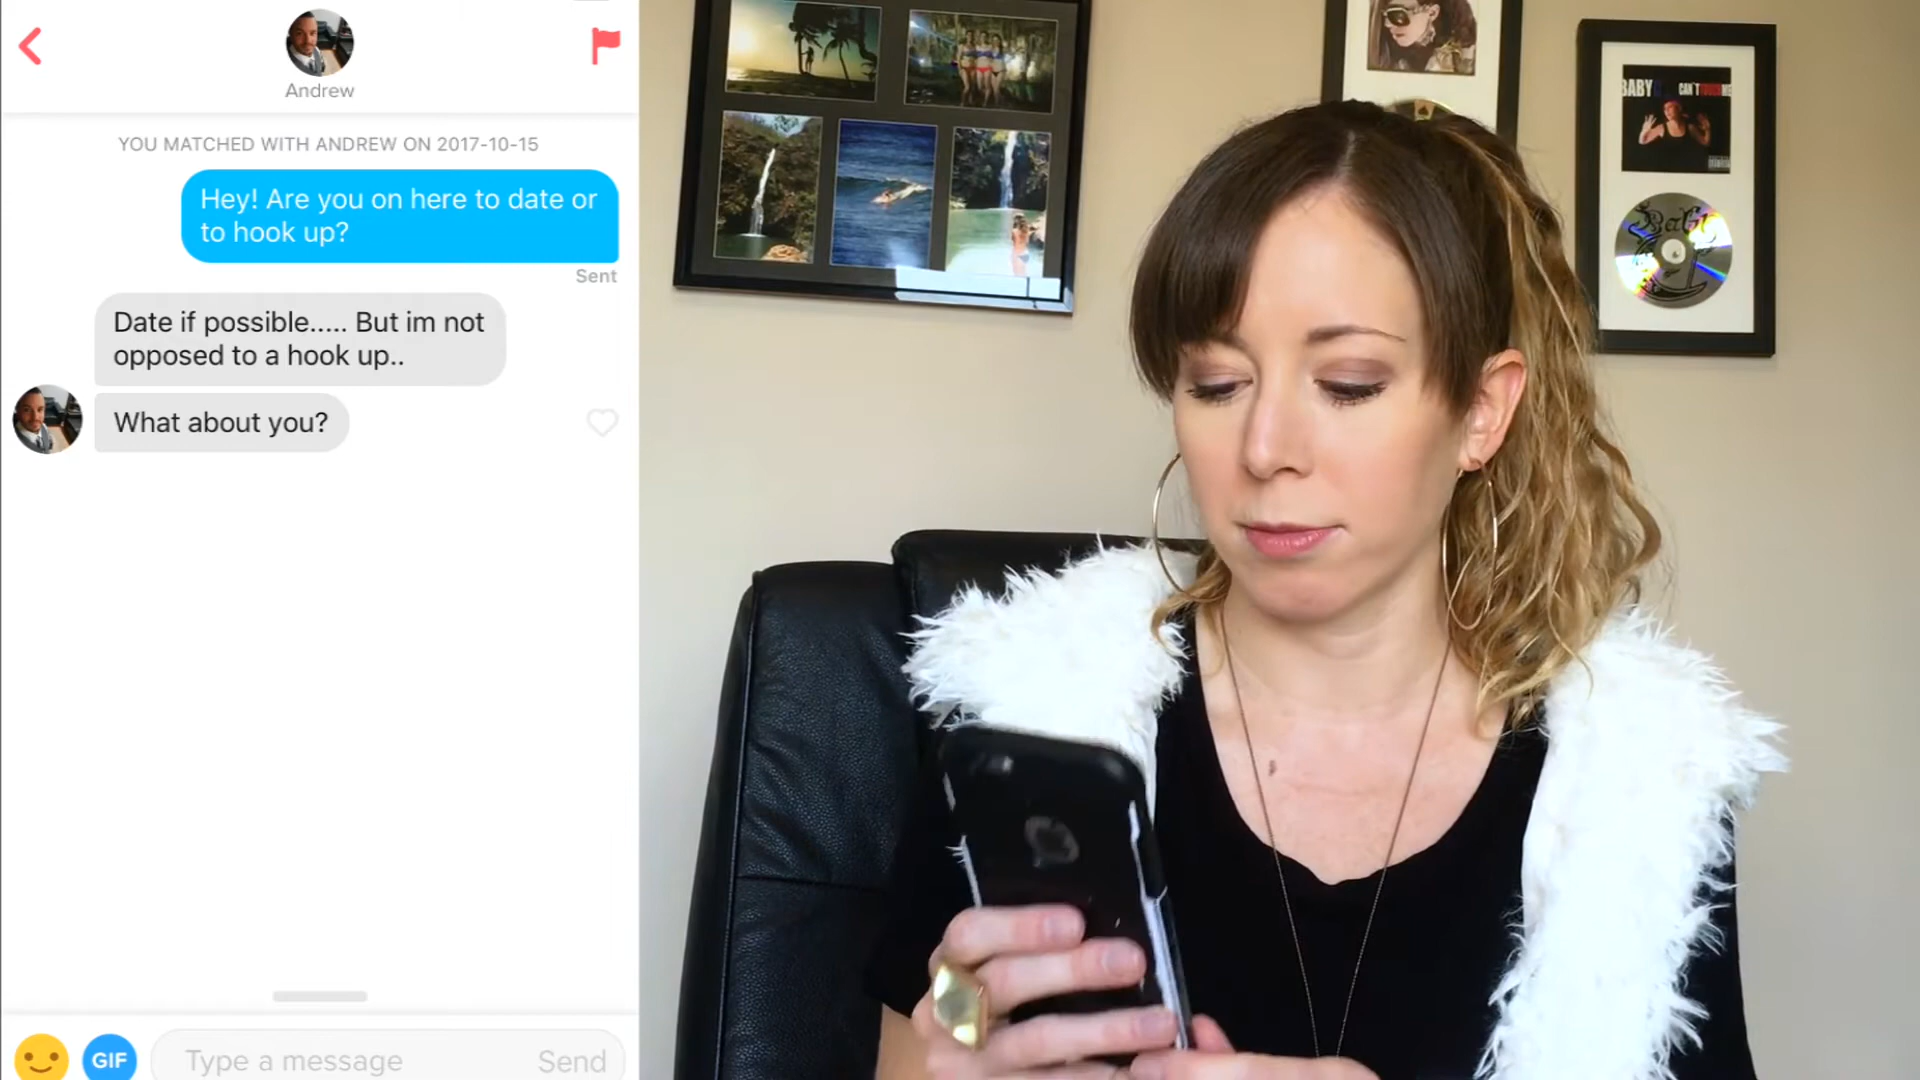 Andrew
YOU MATCHED WITH ANDREW ON 2017-10-15
Hey! Are you on here to date or
to hook up?
Sent
Date if possible..... But im not
opposed to a hook up..
What about you?
GIF
Type a message
Send
BABY
CAN'T
ME